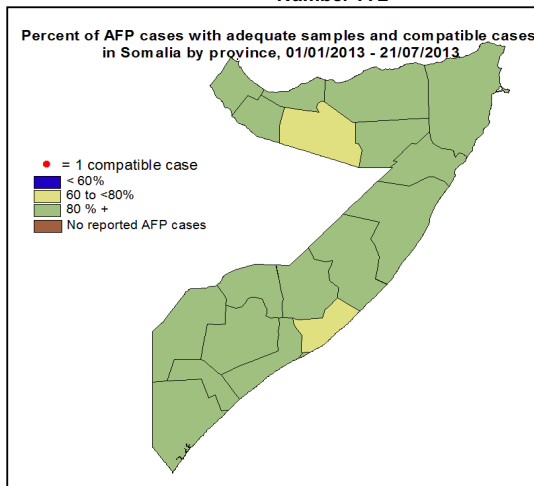 Percent of AFP cases with adequate samples and compatible cases
in Somalia by province, 01/01/2013 - 21/07/2013
= 1 compatible case
< 60%
60 to <80%
80 % +
No reported AFP cases